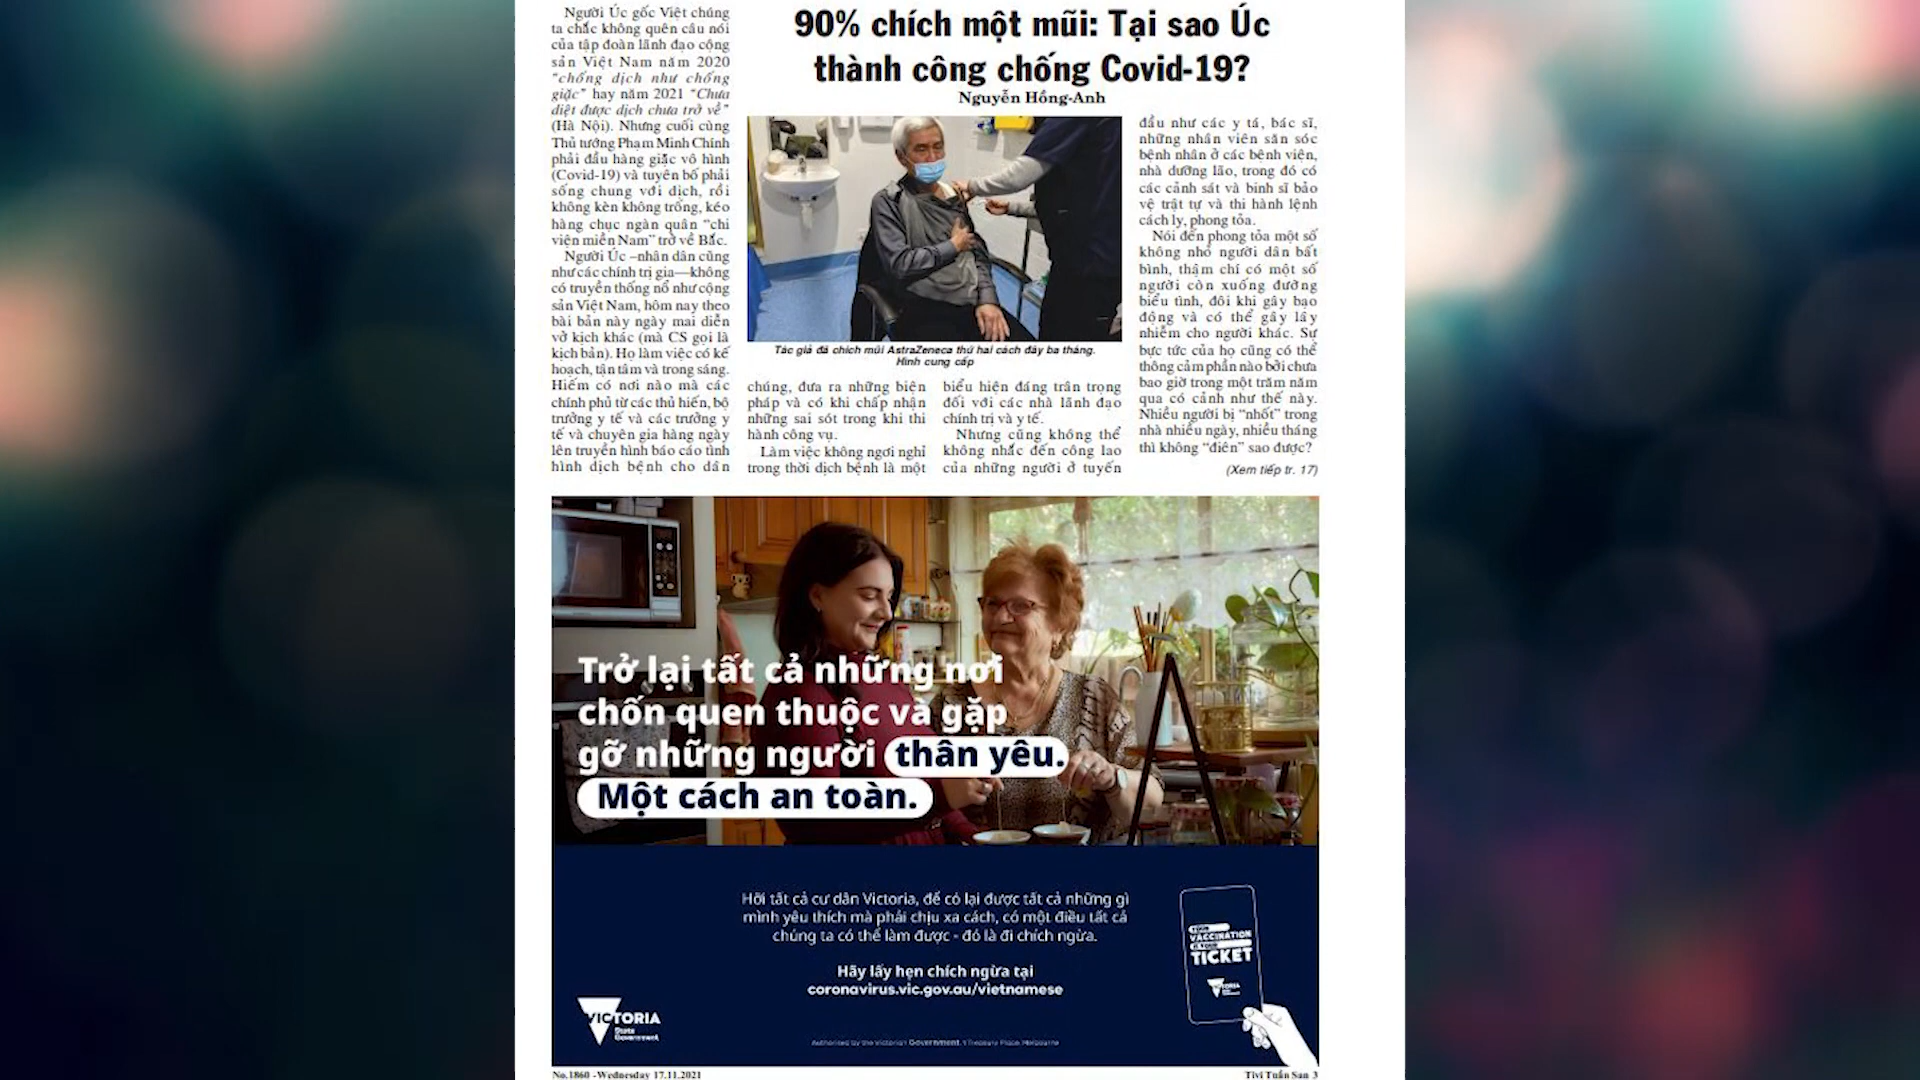 Người Úc gốc Việt chúng
ta chắc không quên câu nói
của tập đoàn lãnh đạo cộng
sản Việt Nam năm 2020
"chống dịch như chống
giặc" hay năm 2021 "Chưa
diệt được dịch chưa trở về"
(Hà Nội). Nhưng cuối cùng
Thủ tướng Phạm Minh Chính
phải đầu hàng giặc vô hình
(Covid-19) và tuyên bố phải
sống chung với dịch, rồi
không kèn không trống, kéo
hàng chục ngàn quân "chi
viện miền Nam" trở về Bắc.
Người Úc –nhân dân cũng
như các chính trị gia—không
có truyền thống nổ như cộng
sản Việt Nam, hôm nay theo
bài bản này ngày mai diễn
vở kịch khác (mà CS gọi là
kịch bản). Họ làm việc có kế
hoạch, tận tâm và trong sáng.
Hiếm có nơi nào mà các
chính phủ từ các thủ hiến, bộ
trưởng y tế và các trưởng y
tế và chuyên gia hàng ngày
lên truyền hình báo cáo tình
hình dịch bệnh cho dân
90% chích một mũi: Tại sao Úc
thành công chống Covid-19?
Nguyễn Hồng-Anh
Tác giả đã chích mũi AstraZeneca thứ hai cách đây ba tháng.
Hình cung cấp
chúng, đưa ra những biện
pháp và có khi chấp nhận
những sai sót trong khi thi
hành công vụ.
Làm việc không ngơi nghỉ
trong thời dịch bệnh là một
biểu hiện đáng trân trọng
đối với các nhà lãnh đạo
chính trị và y tế.
Nhưng cũng không thể
không nhắc đến công lao
của những người ở tuyến
đầu như các y tá, bác sĩ,
những nhân viên săn sóc
bệnh nhân ở các bệnh viện,
nhà dưỡng lão, trong đó có
các cảnh sát và binh sĩ bảo
vệ trật tự và thi hành lệnh
cách ly, phong tỏa.
Nói đến phong tỏa một số
không nhỏ người dân bất
bình, thậm chí có một số
người còn xuống đường
biểu tình, đôi khi gây bạo
động và có thể gây lây
nhiễm cho người khác. Sự
bực tức của họ cũng có thể
thông cảm phần nào bởi chưa
bao giờ trong một trăm năm
qua có cảnh như thế này.
Nhiều người bị "nhốt" trong
nhà nhiều ngày, nhiều tháng
thì không "điên" sao được?
(Xem tiếp tr. 17)
Trở lại tất cả những nơi
chốn quen thuộc và gặp
gỡ những người thân yêu.
Một cách an toàn.
Hỡi tất cả cư dân Victoria, để có lại được tất cả những gì
mình yêu thích mà phải chịu xa cách, có một điều tất cả
chúng ta có thể làm được - đó là đi chích ngừa.
Hãy lấy hẹn chích ngừa tại
coronavirus.vic.gov.au/vietnamese
YOUR
VACCINATION
IS YOUR
TICKET
VICTORIA
VICTORIA
State
Government
Authorised by the Victorian Government, 1 Treasury Place, Melbourne
No.1860 -Wednesday 17.11.2021
Tivi Tuần San 3